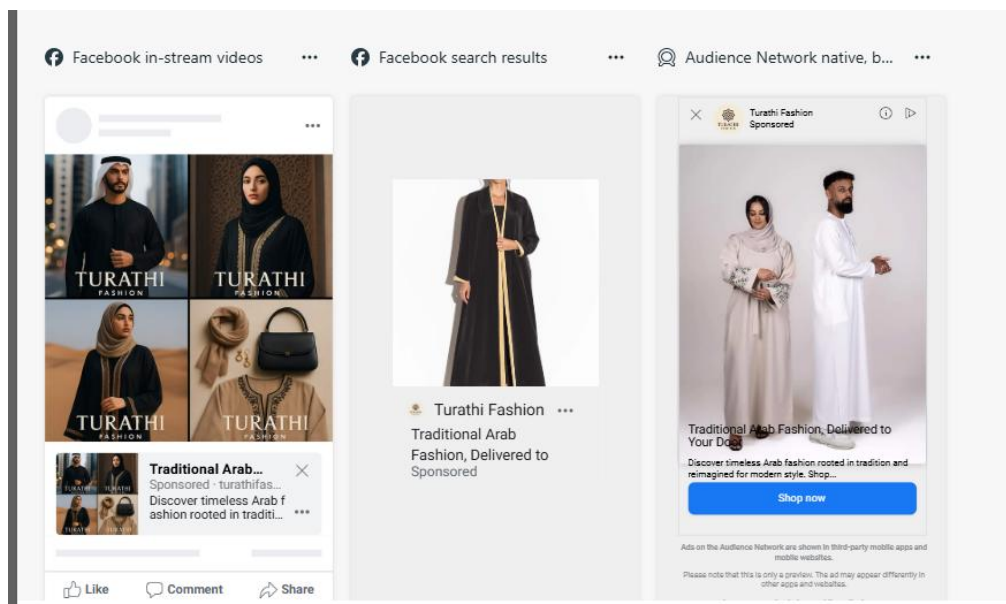 Facebook in-stream videos
Facebook search results
Audience Network native, b...
TURATHI
FASHION
TURATHI
FASHION
TURATHI
FASHION
TURATHI
FASHION
Traditional Arab...
Sponsored · turathifas...
Discover timeless Arab f
ashion rooted in traditi...
Like
Comment
Share
Turathi Fashion
Traditional Arab
Fashion, Delivered to
Sponsored
Turathi Fashion
Sponsored
Traditional Arab Fashion, Delivered to
Your Door
Discover timeless Arab fashion rooted in tradition and
reimagined for modern style. Shop...
Shop now
Ads on the Audience Network are shown in third-party mobile apps and
mobile websites.
Please note that this is only a preview. The ad may appear differently in
other apps and websites.